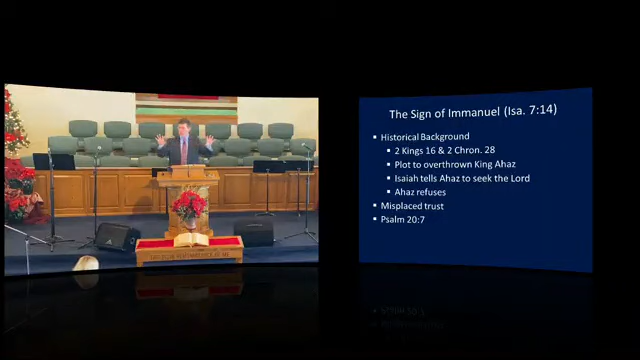 The Sign of Immanuel (Isa. 7:14)
Historical Background
2 Kings 16 & 2 Chron. 28
Plot to overthrown King Ahaz
Isaiah tells Ahaz to seek the Lord
Ahaz refuses
Misplaced trust
Psalm 20:7